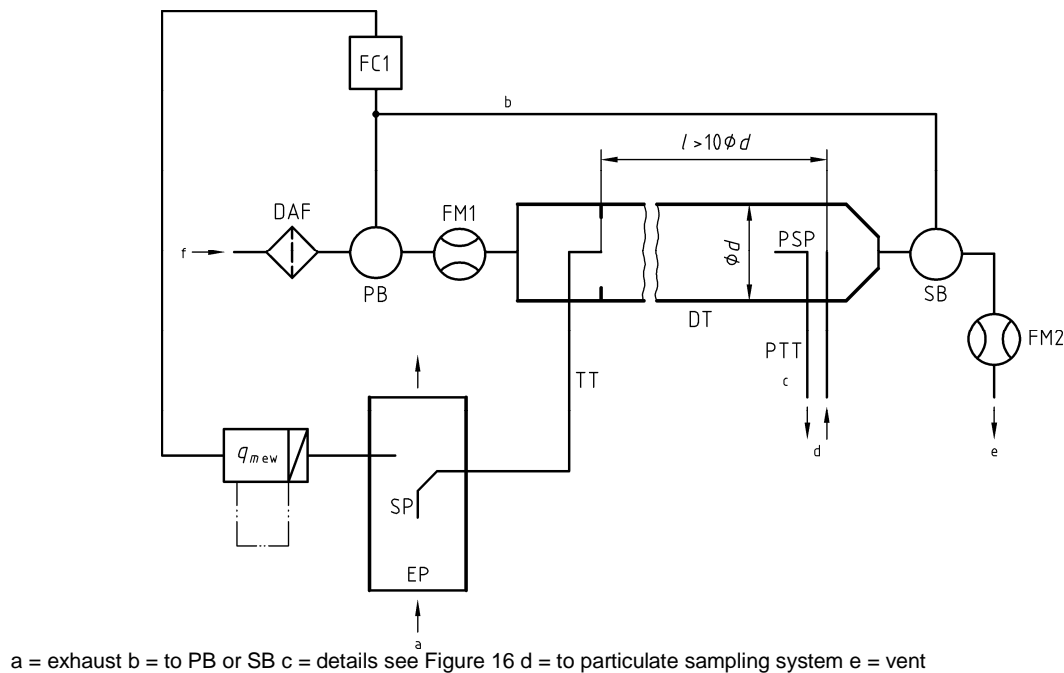 FC1
b
l > 10 Φ d
DAF
FM1
f
Φ d
PSP
PB
SB
DT
FM2
PTT
TT
c
q mew
d
e
SP
EP
a
a = exhaust b = to PB or SB c = details see Figure 16 d = to particulate sampling system e = vent